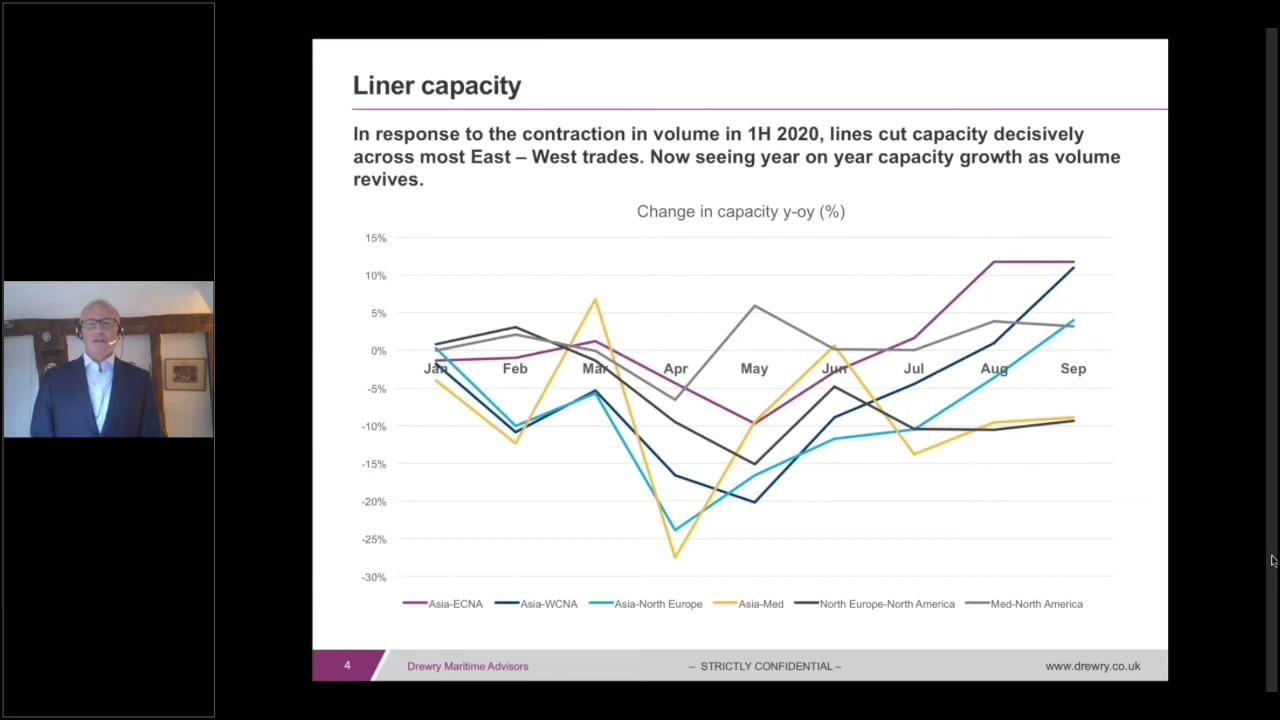 Liner capacity
In response to the contraction in volume in 1H 2020, lines cut capacity decisively
across most East – West trades. Now seeing year on year capacity growth as volume
revives.
Change in capacity y-oy (%)
15%
10%
5%
0%
Jan Feb Mar Apr May Jun Jul Aug Sep
-5%
-10%
-15%
-20%
-25%
-30%
Asia-ECNA Asia-WCNA Asia-North Europe Asia-Med North Europe-North America Med-North America
4 Drewry Maritime Advisors – STRICTLY CONFIDENTIAL – www.drewry.co.uk